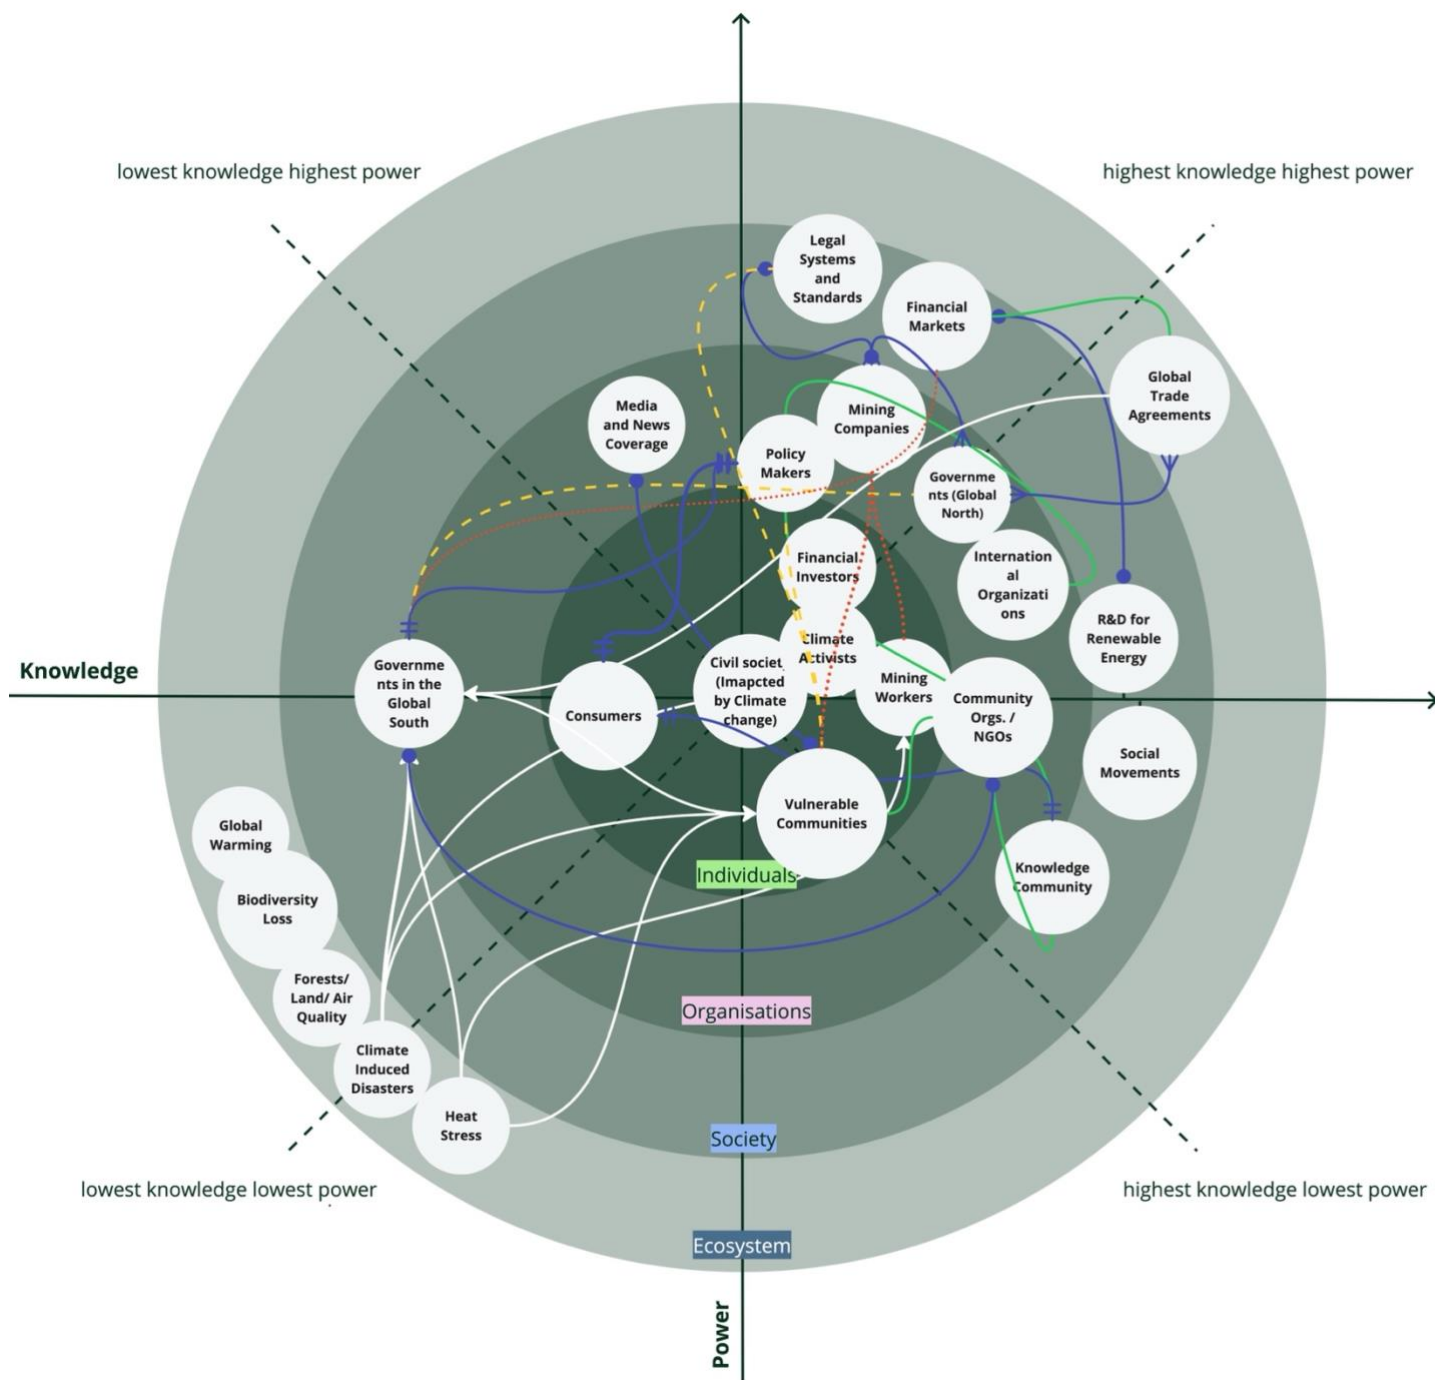 lowest knowledge highest power
highest knowledge highest power
Legal
Systems
and
Standards
Financial
Markets
Global
Trade
Agreements
Media
and News
Coverage
Mining
Companies
Policy
Makers
Governme
nts (Global
North)
Financial
Investors
Internation
al
Organizati
ons
R&D for
Renewable
Energy
Knowledge
Governme
nts in the
Global
South
Consumers
Civil societ
(Imapcted
by Climate
change)
Climate
Activists
Mining
Workers
Community
Orgs. /
NGOs
Social
Movements
Vulnerable
Communities
Knowledge
Community
Global
Warming
Biodiversity
Loss
Forests/
Land/ Air
Quality
Climate
Induced
Disasters
Heat
Stress
Individuals
Organisations
Society
Ecosystem
lowest knowledge lowest power
highest knowledge lowest power
Power